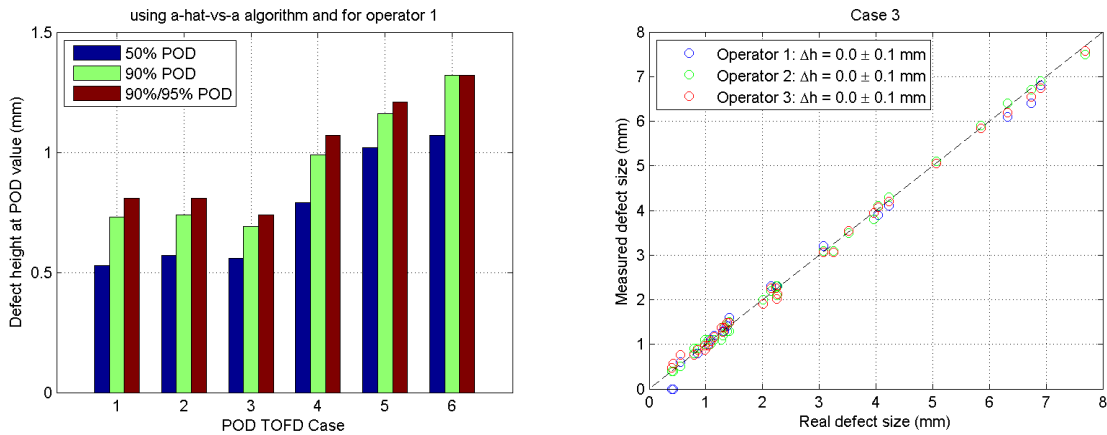 using a-hat-vs-a algorithm and for operator 1
1.5
1
0.5
0
50% POD
90% POD
90%/95% POD
Defect height at POD value (mm)
1 2 3 4 5 6
POD TOFD Case
Case 3
8
7
6
5
4
3
2
1
0
Operator 1: Δh = 0.0 ± 0.1 mm
Operator 2: Δh = 0.0 ± 0.1 mm
Operator 3: Δh = 0.0 ± 0.1 mm
Measured defect size (mm)
0 1 2 3 4 5 6 7 8
Real defect size (mm)